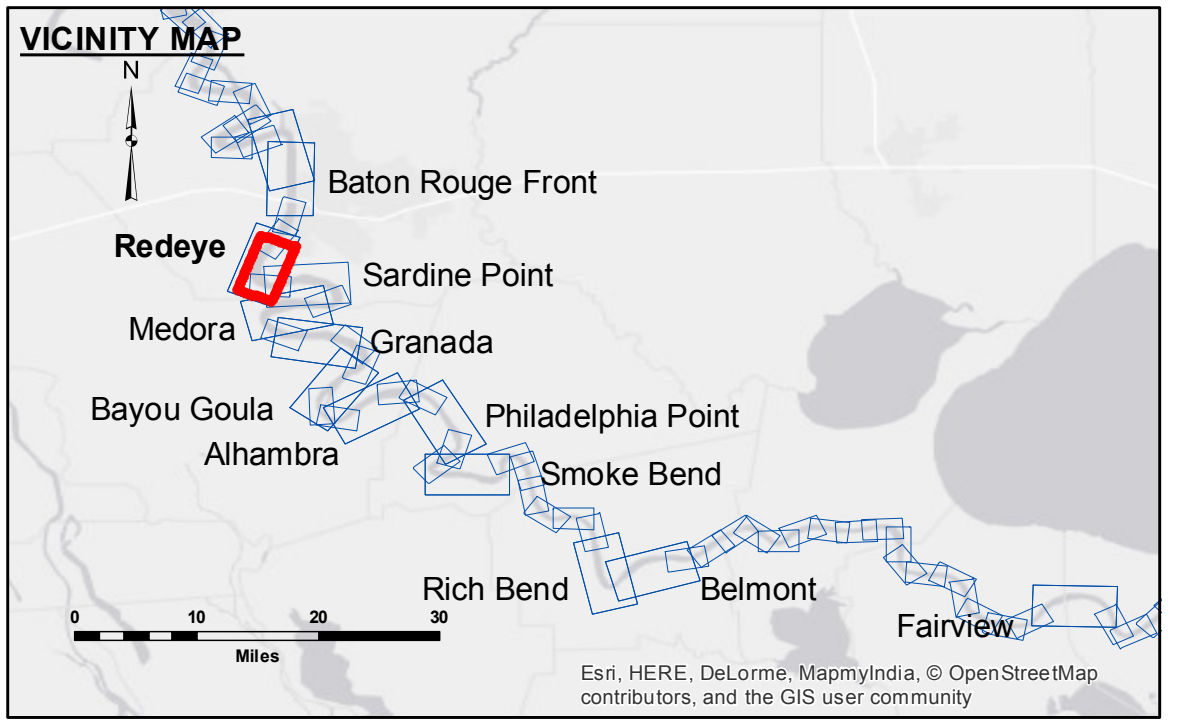 VICINITY MAP
N
Baton Rouge Front
Redeye
Sardine Point
Medora
Granada
Bayou Goula
Philadelphia Point
Alhambra
Smoke Bend
Rich Bend
Belmont
Fairview
0 10 20 30
Miles
Esri, HERE, DeLorme, MapmyIndia, © OpenStreetMap
contributors, and the GIS user community